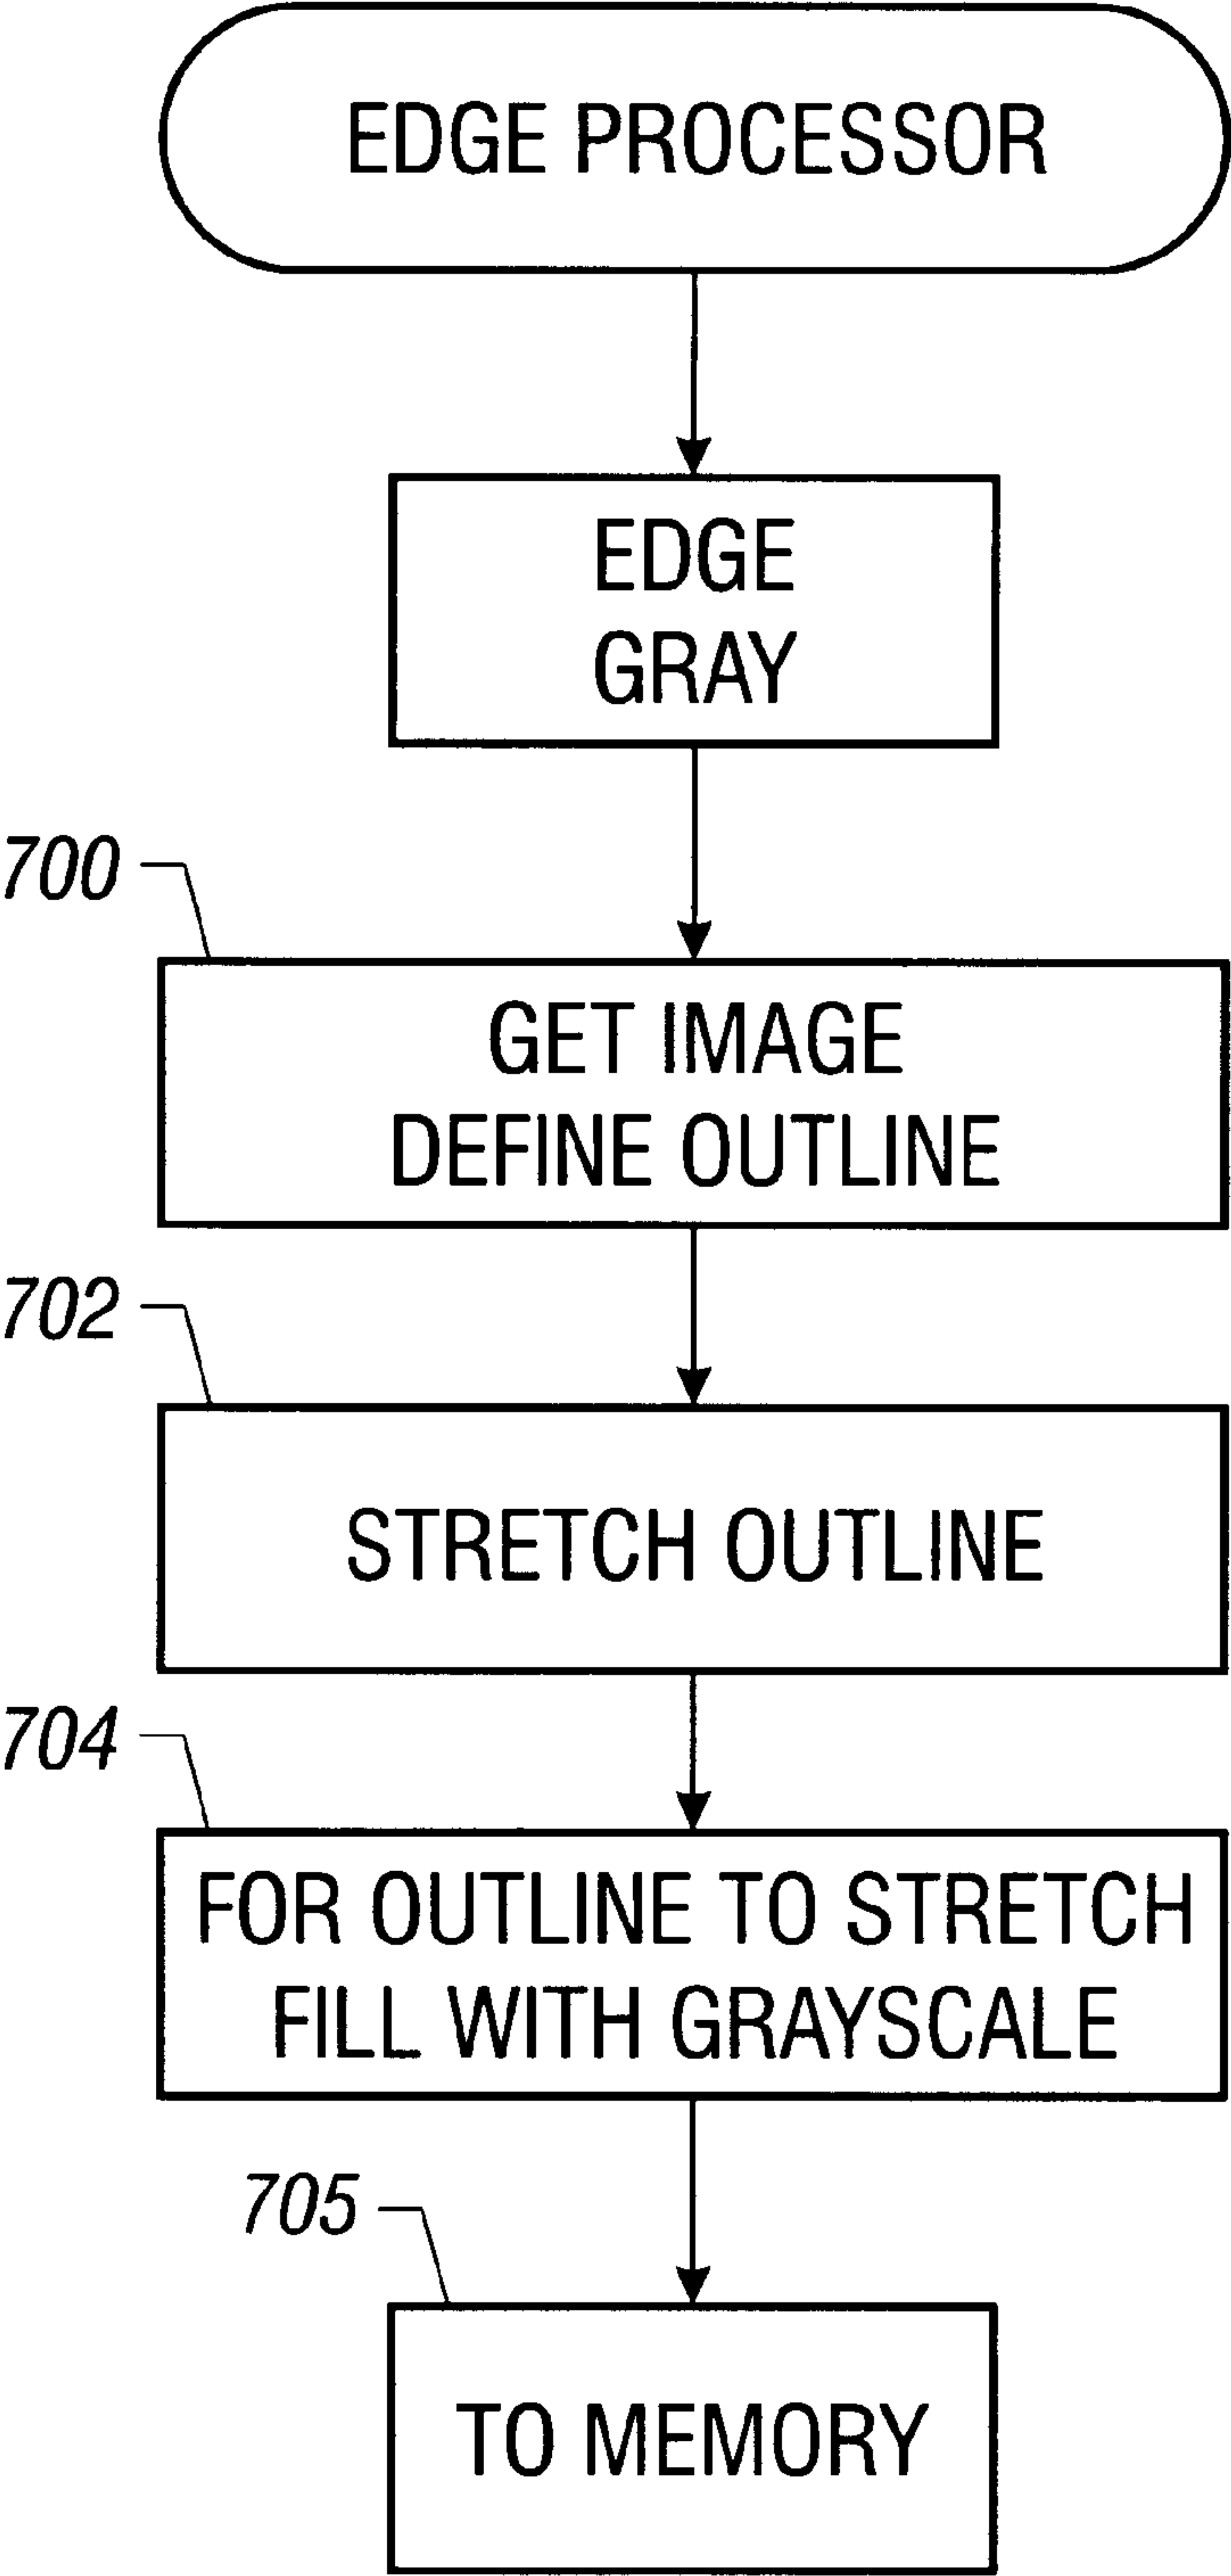 EDGE PROCESSOR
EDGE
GRAY
700
GET IMAGE
DEFINE OUTLINE
702
STRETCH OUTLINE
704
FOR OUTLINE TO STRETCH
FILL WITH GRAYSCALE
705
TO MEMORY